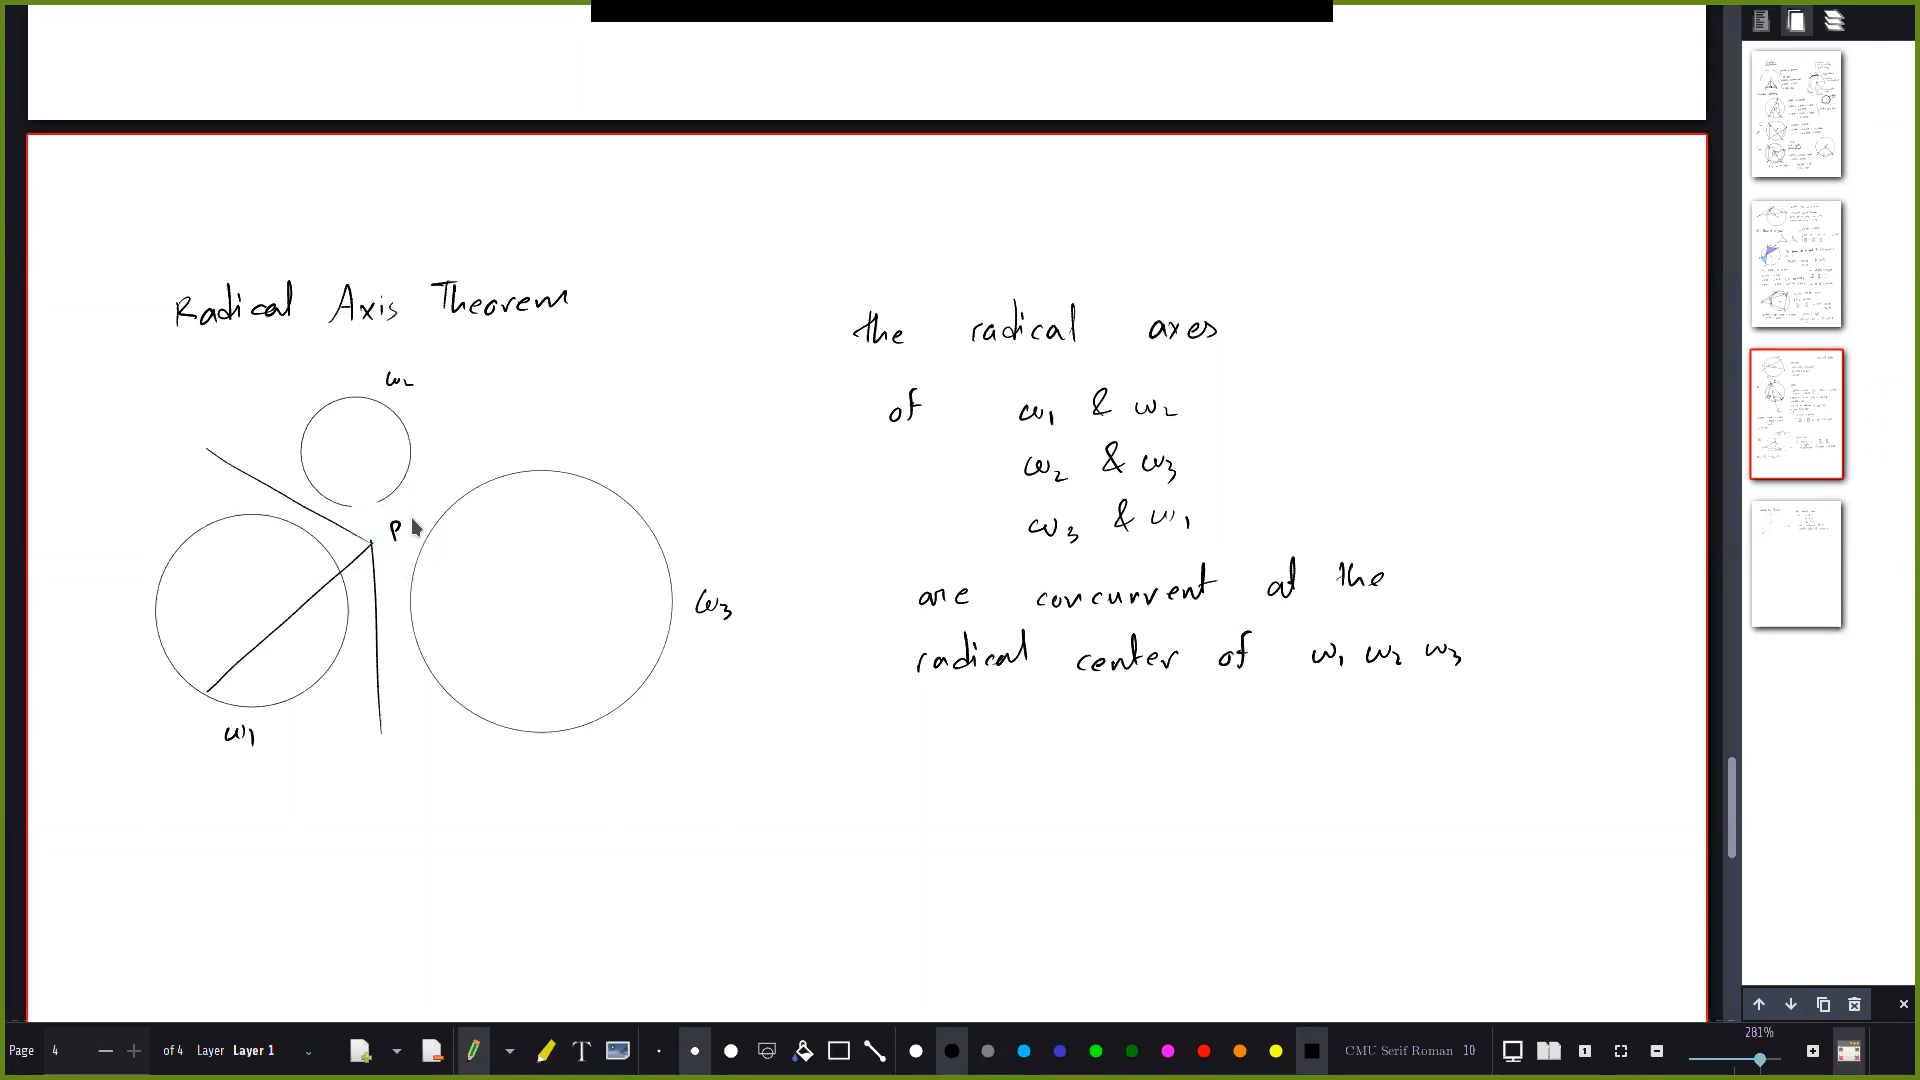 Radical Axis Theorem
ω2
P
ω3
ω1
the radical axes
of ω1 & ω2
ω2 & ω3
ω3 & ω1
are concurrent at the
radical center of ω1 ω2 ω3
281%
Page 4 of 4 Layer Layer 1 CMU Serif Roman 10